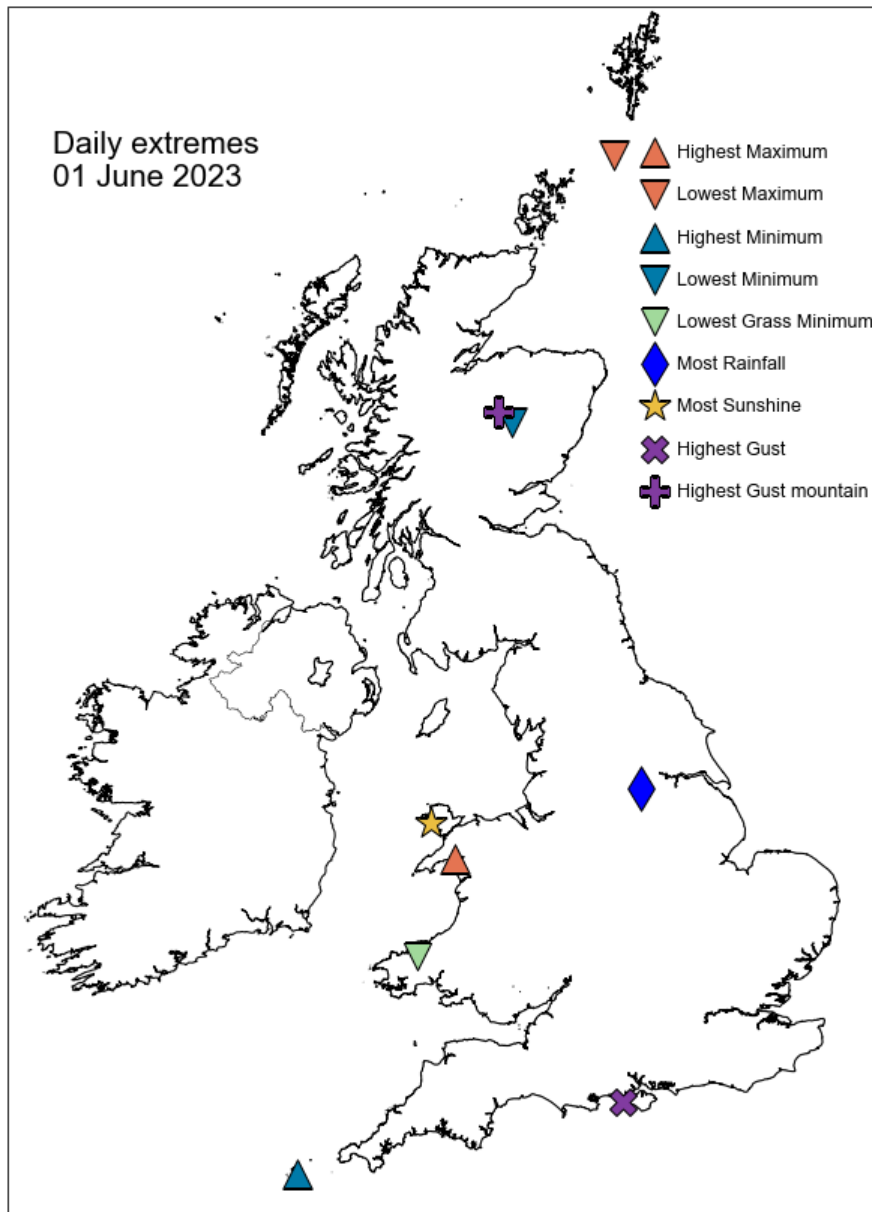 Daily extremes
01 June 2023
Highest Maximum
Lowest Maximum
Highest Minimum
Lowest Minimum
Lowest Grass Minimum
Most Rainfall
Most Sunshine
Highest Gust
Highest Gust mountain